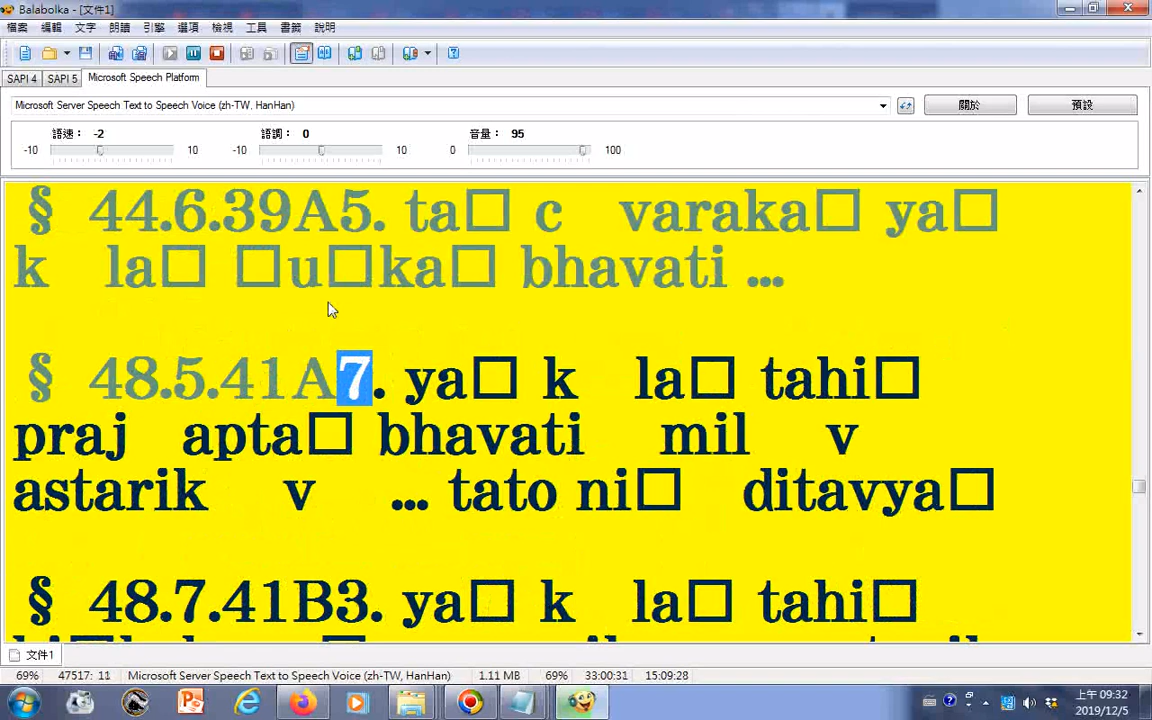 Balabolka - [文件1]
檔案 編輯 文字 朗讀 引擎 選項 檢視 工具 書籤 說明
SAPI 4 SAPI 5 Microsoft Speech Platform
Microsoft Server Speech Text to Speech Voice (zh-TW, HanHan) 關於 預設
語速： -2 語調： 0 音量： 95
-10 10 -10 10 0 100
§ 44.6.39A5. ta□ c varaka□ ya□
k la□ □u□ka□ bhavati ...
§ 48.5.41A7. ya□ k la□ tahi□
praj apta□ bhavati mil v
astarik v ... tato ni□ ditavya□
§ 48.7.41B3. ya□ k la□ tahi□
文件1
69% 47517: 11 Microsoft Server Speech Text to Speech Voice (zh-TW, HanHan) 1.11 MB 69% 33:00:31 15:09:28
上午 09:32
2019/12/5